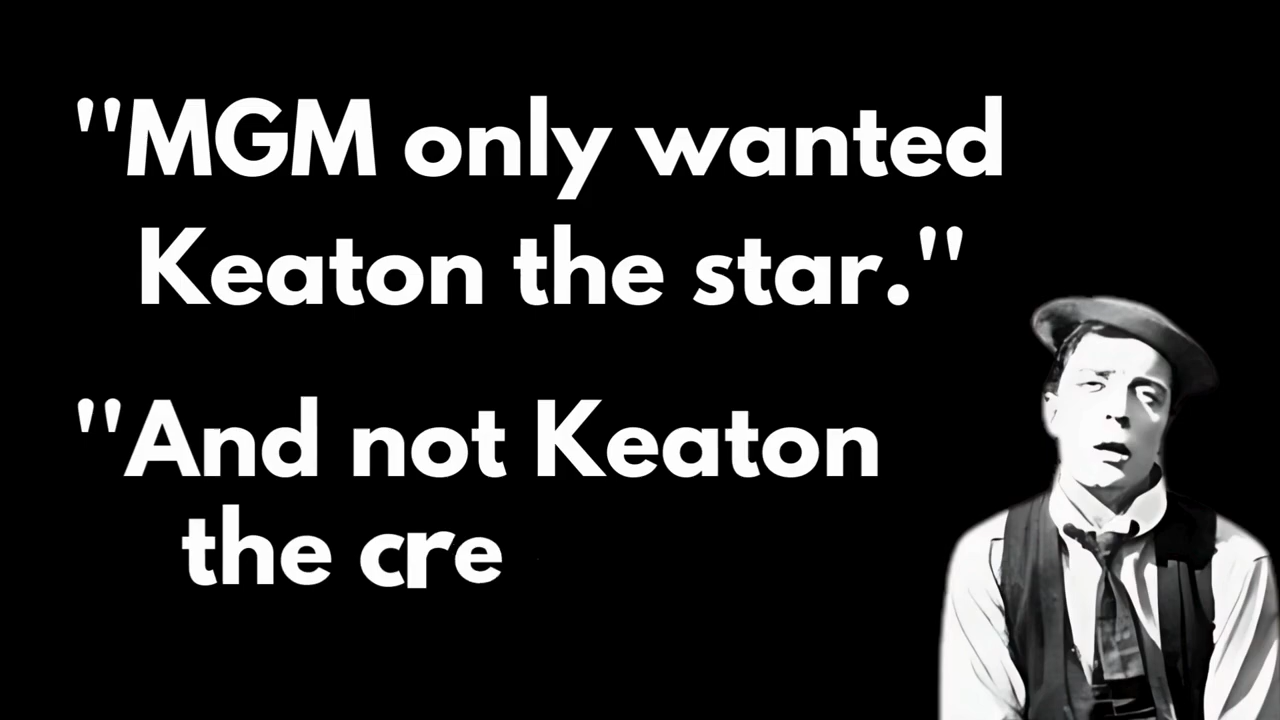 "MGM only wanted
Keaton the star."
"And not Keaton
the cre